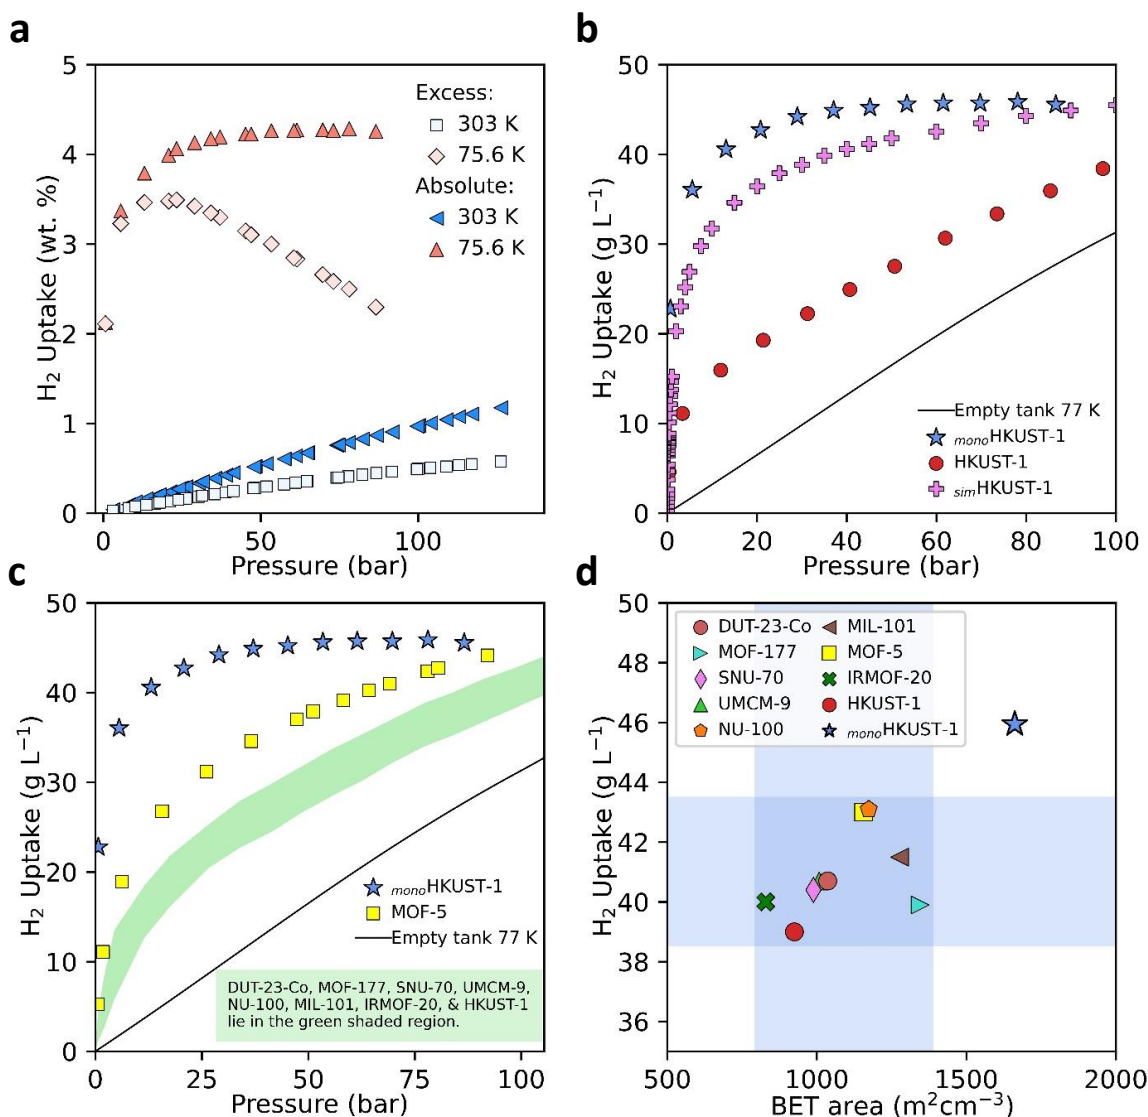 a
H₂ Uptake (wt. %)
5
4
3
2
1
0
Excess:
303 K
75.6 K
Absolute:
303 K
75.6 K
0 50 100
Pressure (bar)
b
H₂ Uptake (g L⁻¹)
50
40
30
20
10
0
Empty tank 77 K
monoHKUST-1
HKUST-1
simHKUST-1
0 20 40 60 80 100
Pressure (bar)
c
H₂ Uptake (g L⁻¹)
50
40
30
20
10
0
monoHKUST-1
MOF-5
Empty tank 77 K
DUT-23-Co, MOF-177, SNU-70, UMCM-9,
NU-100, MIL-101, IRMOF-20, & HKUST-1
lie in the green shaded region.
0 25 50 75 100
Pressure (bar)
d
H₂ Uptake (g L⁻¹)
50
48
46
44
42
40
38
36
DUT-23-Co MIL-101
MOF-177 MOF-5
SNU-70 IRMOF-20
UMCM-9 HKUST-1
NU-100 monoHKUST-1
500 1000 1500 2000
BET area (m²cm⁻³)